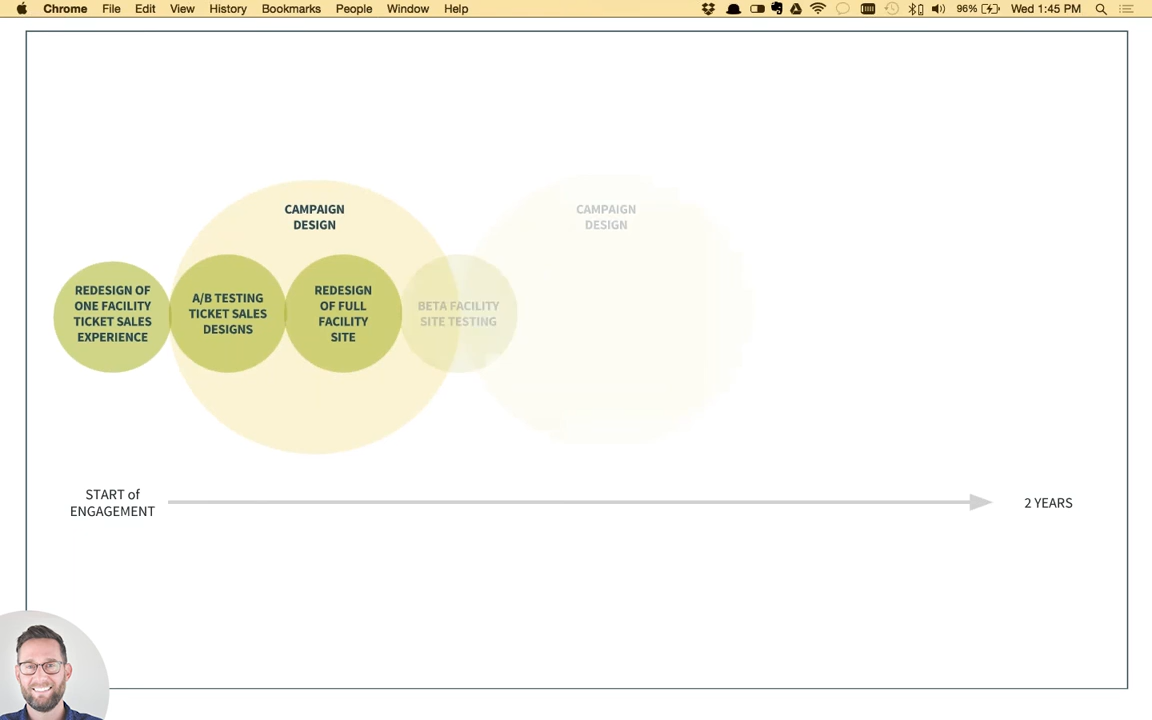 Chrome File Edit View History Bookmarks People Window Help 96% Wed 1:45 PM
CAMPAIGN
DESIGN
CAMPAIGN
DESIGN
REDESIGN OF
ONE FACILITY
TICKET SALES
EXPERIENCE
A/B TESTING
TICKET SALES
DESIGNS
REDESIGN
OF FULL
FACILITY
SITE
BETA FACILITY
SITE TESTING
START of
ENGAGEMENT
2 YEARS